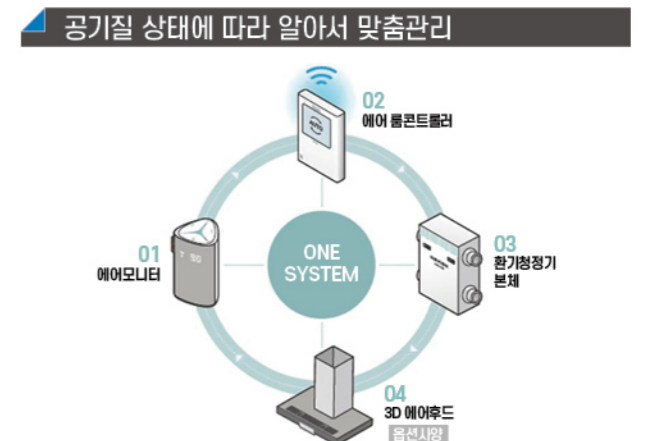 공기질 상태에 따라 알아서 맞춤관리
02
에어 룸콘트롤러
AUTO
01
에어모니터
ONE
SYSTEM
03
환기청정기
본체
04
3D 에어후드
옵션사양